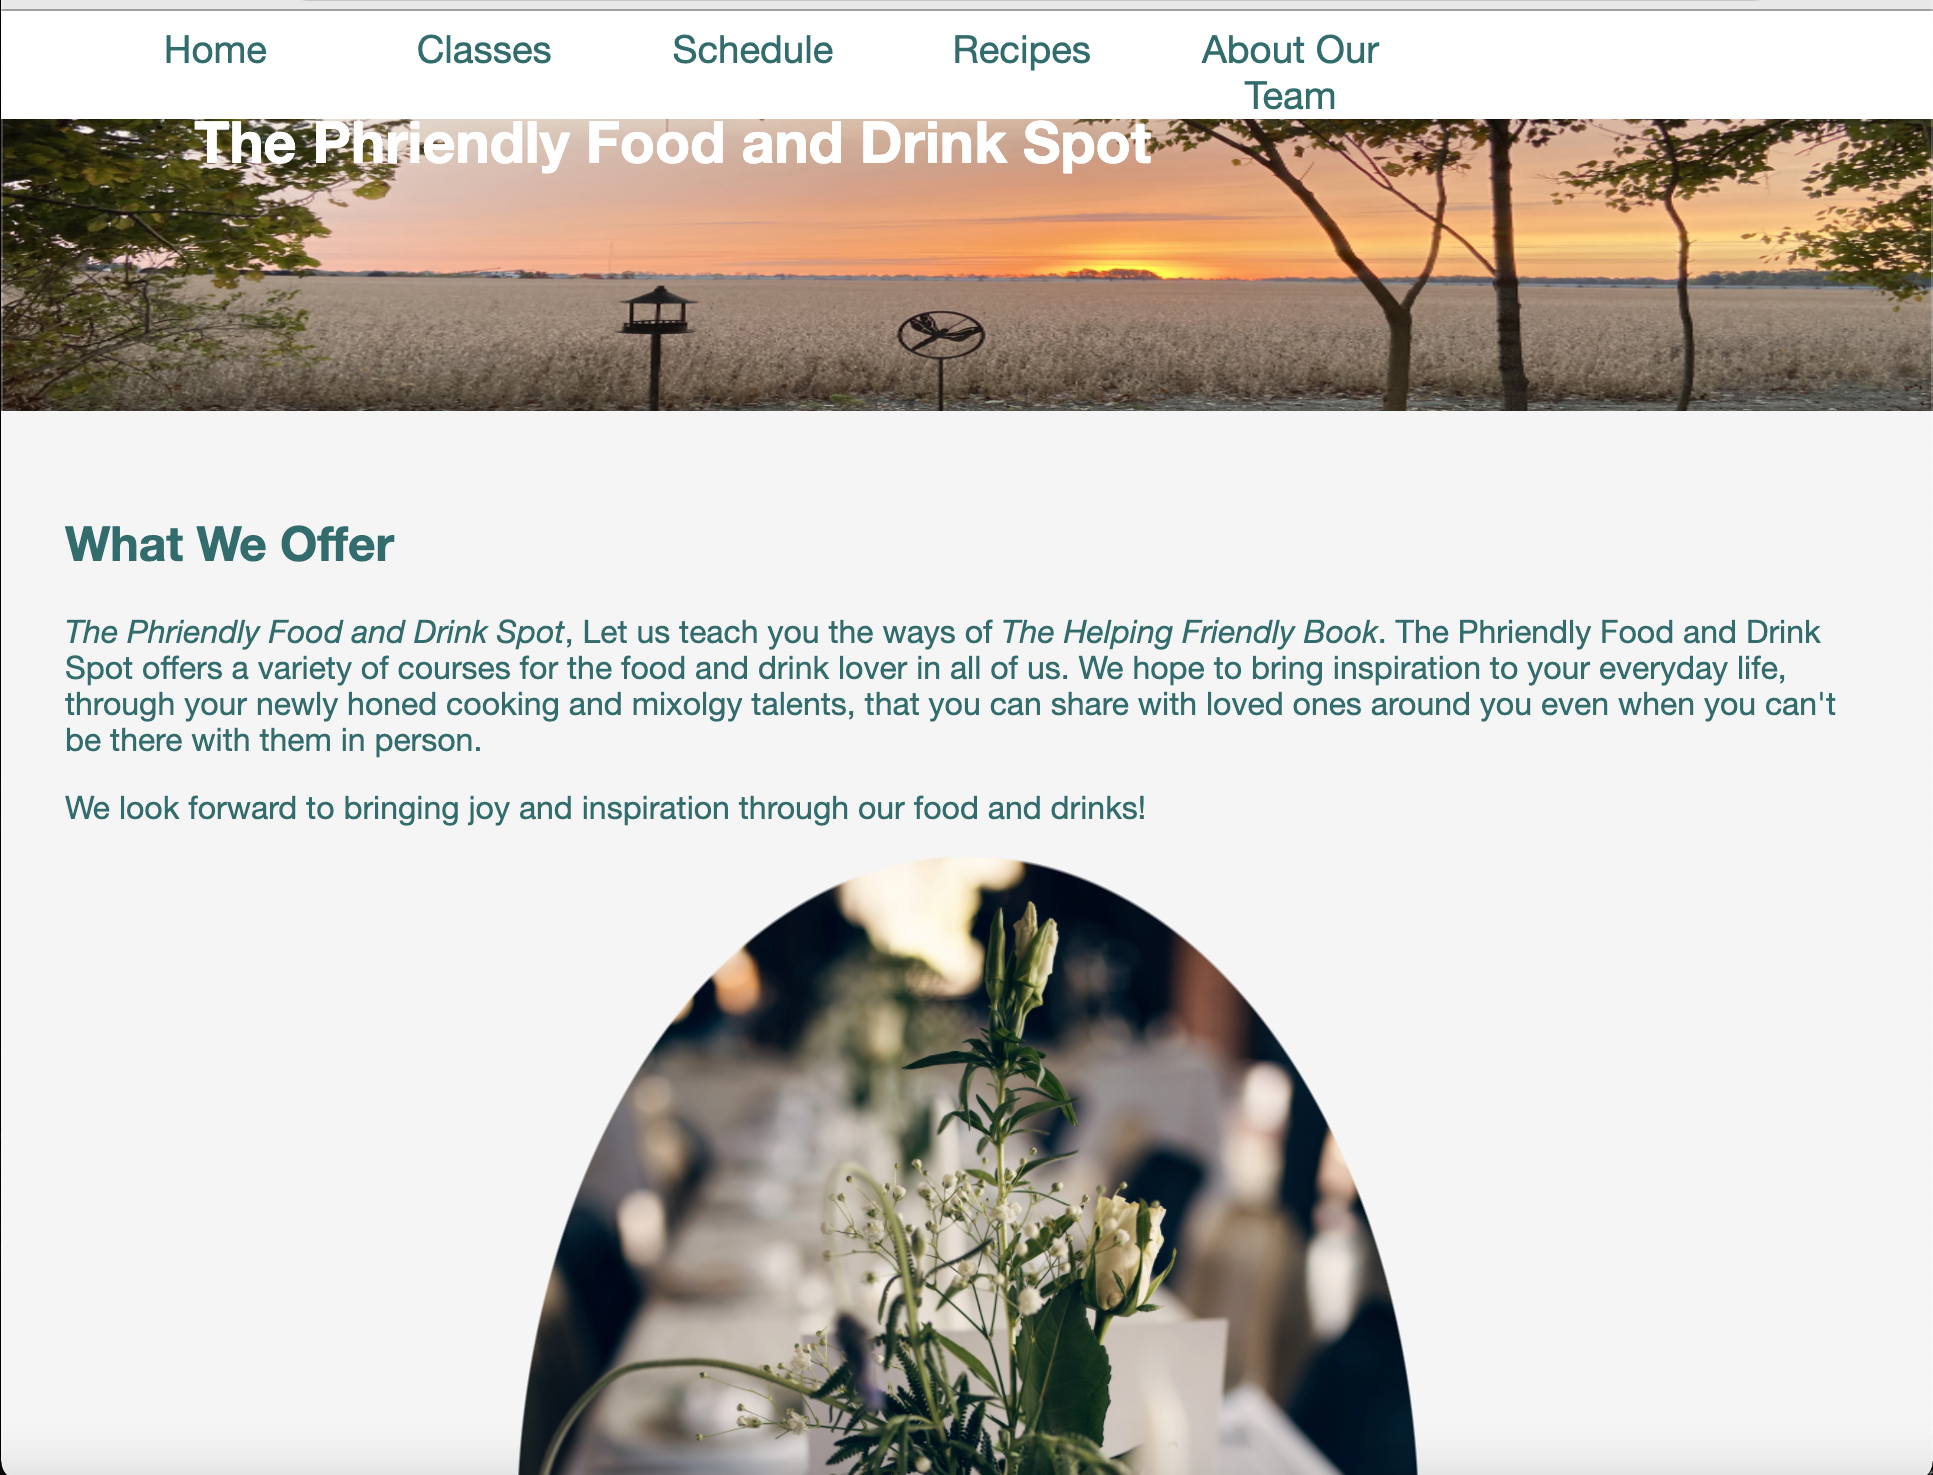 Home Classes Schedule Recipes About Our
Team
The Phriendly Food and Drink Spot
What We Offer
The Phriendly Food and Drink Spot, Let us teach you the ways of The Helping Friendly Book. The Phriendly Food and Drink
Spot offers a variety of courses for the food and drink lover in all of us. We hope to bring inspiration to your everyday life,
through your newly honed cooking and mixolgy talents, that you can share with loved ones around you even when you can't
be there with them in person.
We look forward to bringing joy and inspiration through our food and drinks!